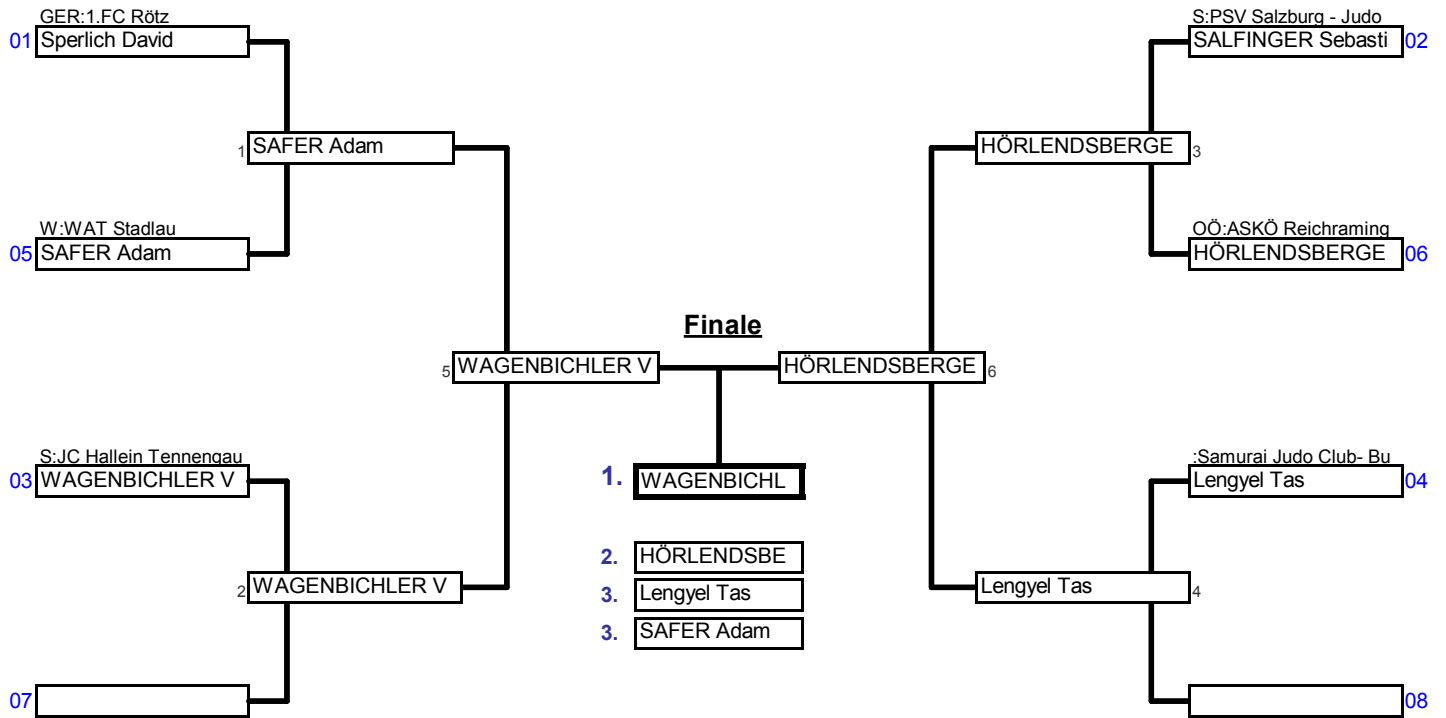 GER:1.FC Rötz
01 Sperlich David
1 SAFER Adam
W:WAT Stadlau
05 SAFER Adam
5 WAGENBICHLER V
S:JC Hallein Tennengau
03 WAGENBICHLER V
2 WAGENBICHLER V
07
Finale
1. WAGENBICHL
2. HÖRLENDSBE
3. Lengyel Tas
3. SAFER Adam
S:PSV Salzburg - Judo
SALFINGER Sebasti 02
HÖRLENDSBERGE 3
OÖ:ASKÖ Reichraming
HÖRLENDSBERGE 06
HÖRLENDSBERGE 6
:Samurai Judo Club- Bu
Lengyel Tas 04
Lengyel Tas 4
08